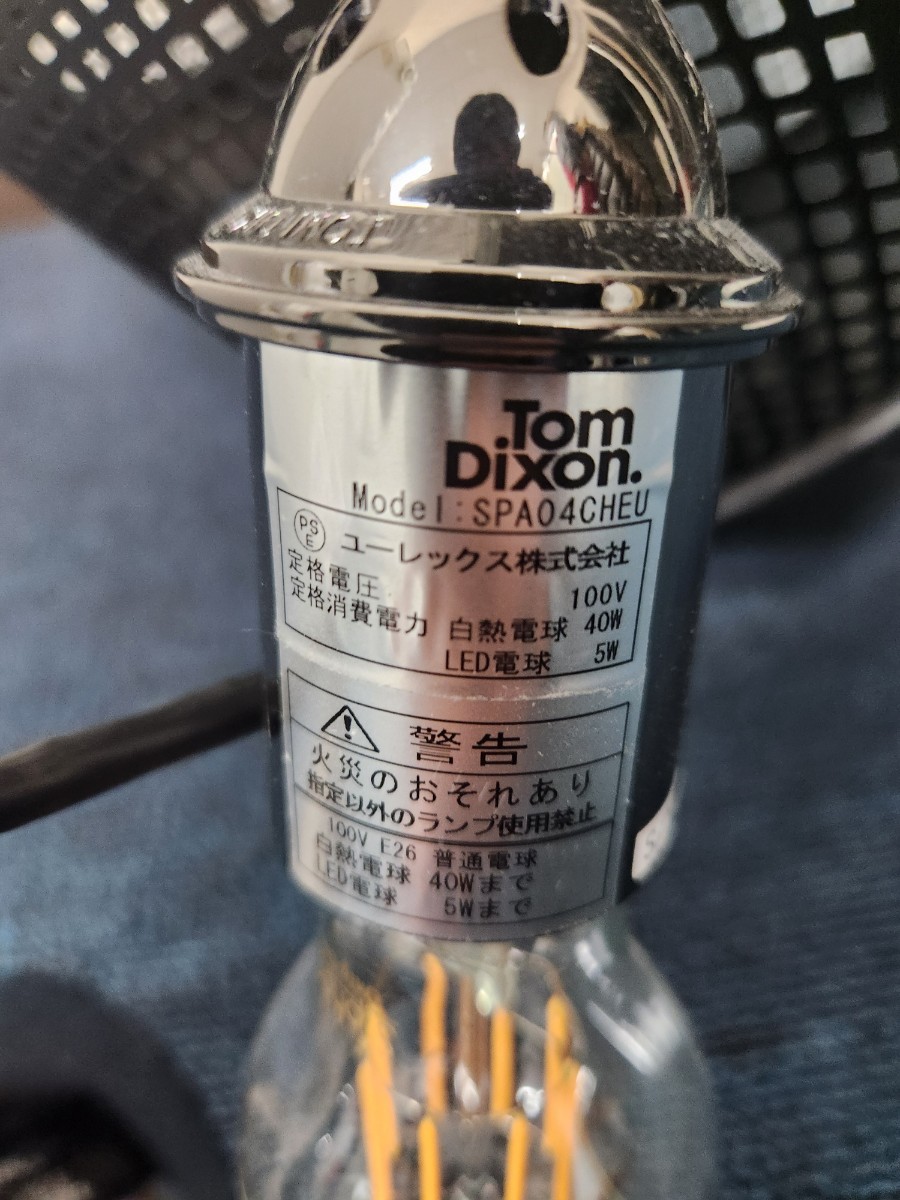 Tom
Dixon.
Model:SPA04CHEU
PS
E
ユーレックス株式会社
定格電圧 100V
定格消費電力 白熱電球 40W
LED電球 5W
警告
火災のおそれあり
指定以外のランプ使用禁止
100V E26 普通電球
白熱電球 40Wまで
LED電球 5Wまで